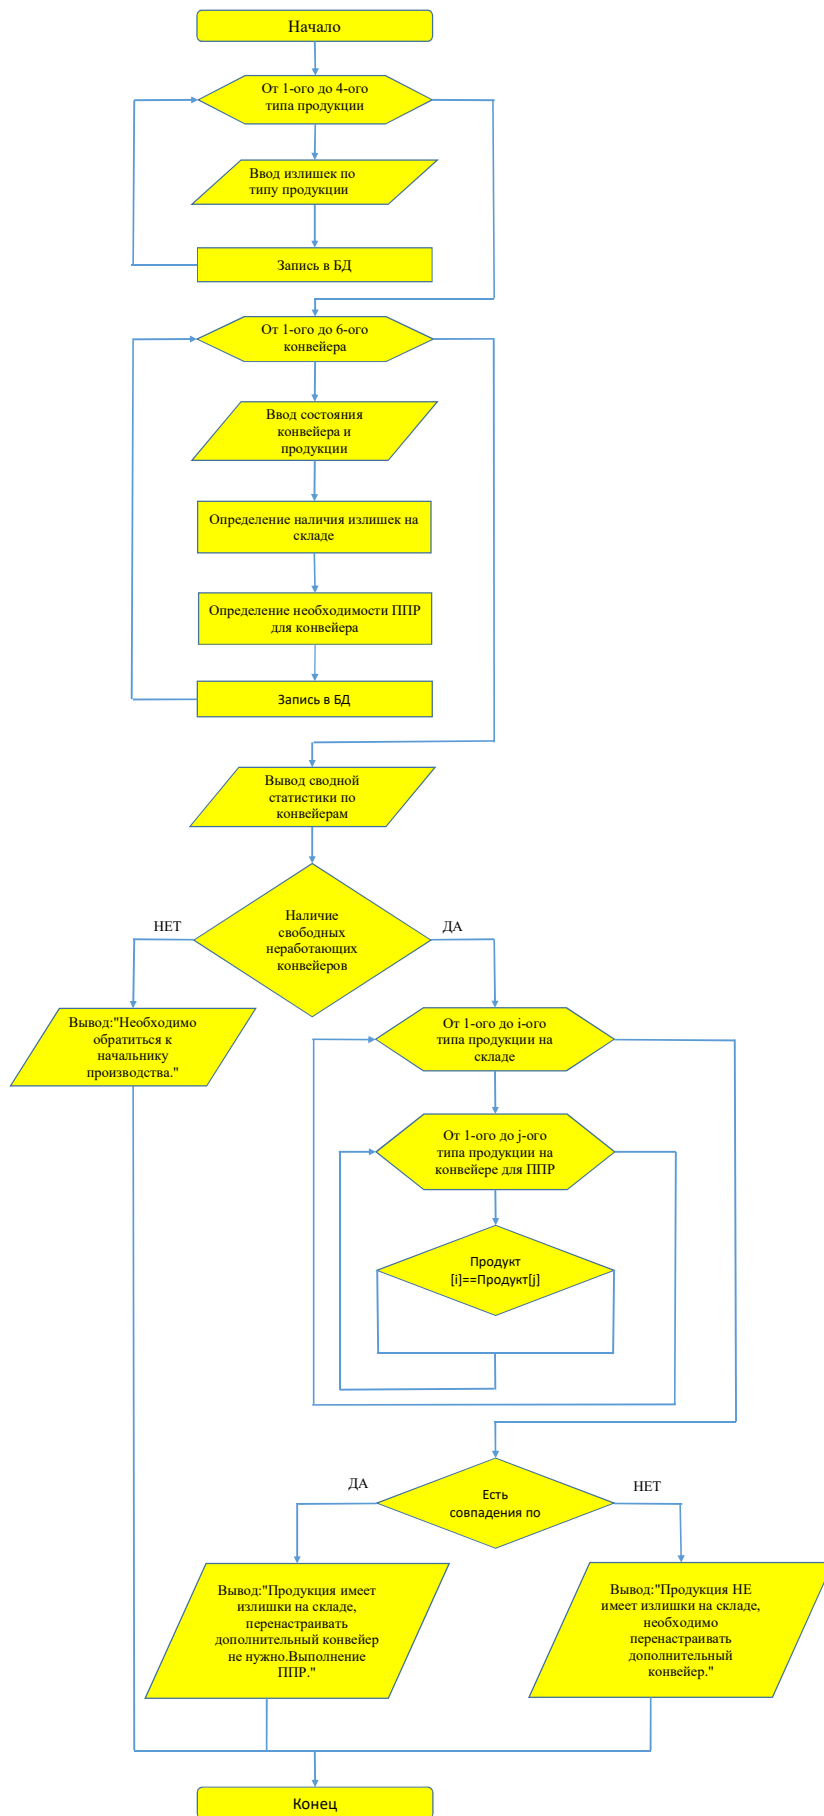 Начало
От 1-ого до 4-ого
типа продукции
Ввод излишек по
типу продукции
Запись в БД
От 1-ого до 6-ого
конвейера
Ввод состояния
конвейера и
продукции
Определение наличия излишек на
складе
Определение необходимости ППР
для конвейера
Запись в БД
Вывод сводной
статистики по
конвейерам
НЕТ
Наличие
свободных
неработающих
конвейеров
ДА
Вывод:"Необходимо
обратиться к
начальнику
производства."
От 1-ого до i-ого
типа продукции на
складе
От 1-ого до j-ого
типа продукции на
конвейере для ППР
Продукт
[i]==Продукт[j]
ДА
Есть
совпадения по
НЕТ
Вывод:"Продукция имеет
излишки на складе,
перенастраивать
дополнительный конвейер
не нужно.Выполнение
ППР."
Вывод:"Продукция НЕ
имеет излишки на складе,
необходимо
перенастраивать
дополнительный
конвейер."
Конец